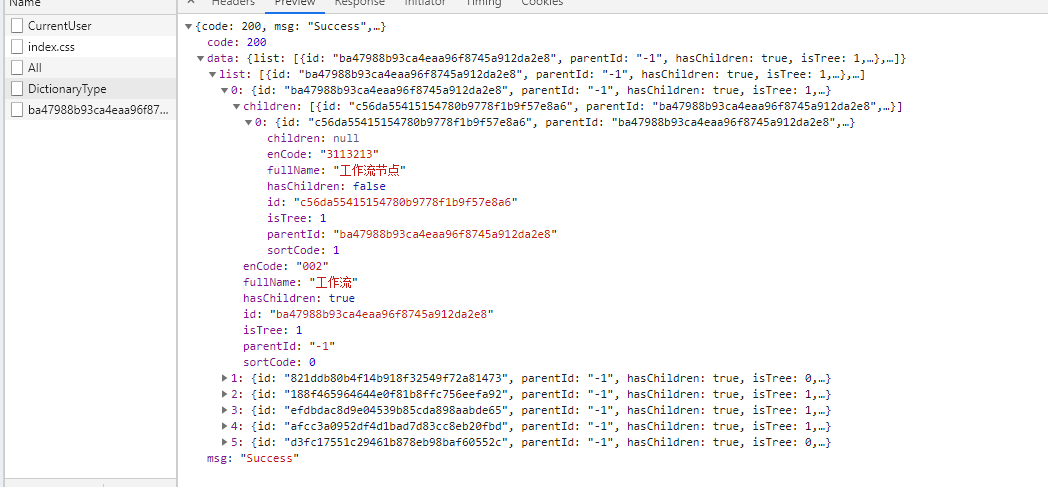 Name
CurrentUser
index.css
All
DictionaryType
ba47988b93ca4eaa96f87...
Headers Preview Response Initiator Timing Cookies
{code: 200, msg: "Success",…}
code: 200
data: {list: [{id: "ba47988b93ca4eaa96f8745a912da2e8", parentId: "-1", hasChildren: true, isTree: 1,…},…]}
list: [{id: "ba47988b93ca4eaa96f8745a912da2e8", parentId: "-1", hasChildren: true, isTree: 1,…},…]
0: {id: "ba47988b93ca4eaa96f8745a912da2e8", parentId: "-1", hasChildren: true, isTree: 1,…}
children: [{id: "c56da55415154780b9778f1b9f57e8a6", parentId: "ba47988b93ca4eaa96f8745a912da2e8",…}]
0: {id: "c56da55415154780b9778f1b9f57e8a6", parentId: "ba47988b93ca4eaa96f8745a912da2e8",…}
children: null
enCode: "3113213"
fullName: "工作流节点"
hasChildren: false
id: "c56da55415154780b9778f1b9f57e8a6"
isTree: 1
parentId: "ba47988b93ca4eaa96f8745a912da2e8"
sortCode: 1
enCode: "002"
fullName: "工作流"
hasChildren: true
id: "ba47988b93ca4eaa96f8745a912da2e8"
isTree: 1
parentId: "-1"
sortCode: 0
1: {id: "821ddb80b4f14b918f32549f72a81473", parentId: "-1", hasChildren: true, isTree: 0,…}
2: {id: "188f465964644e0f81b8ffc756eefa92", parentId: "-1", hasChildren: true, isTree: 1,…}
3: {id: "efdbdac8d9e04539b85cda898aabde65", parentId: "-1", hasChildren: true, isTree: 1,…}
4: {id: "afcc3a0952df4d1bad7d83cc8eb20fbd", parentId: "-1", hasChildren: true, isTree: 1,…}
5: {id: "d3fc17551c29461b878eb98baf60552c", parentId: "-1", hasChildren: true, isTree: 0,…}
msg: "Success"